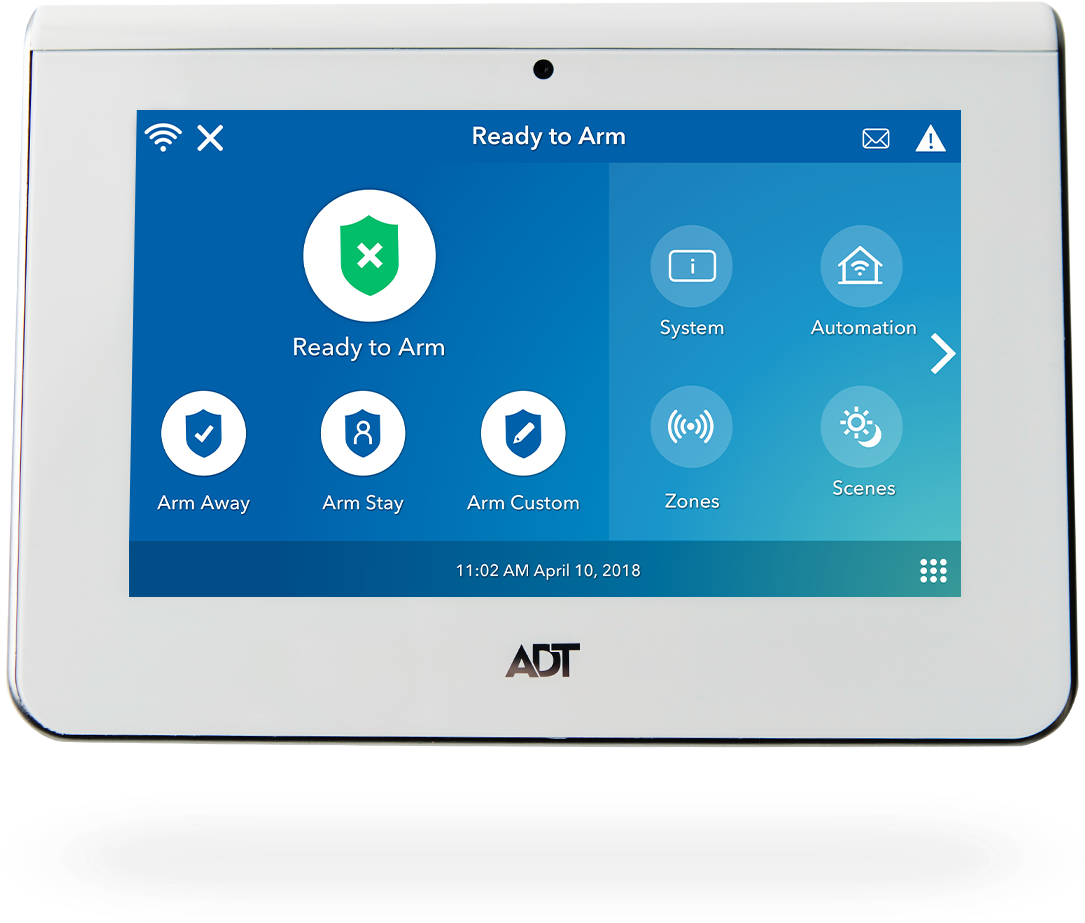 Ready to Arm
Ready to Arm
System
Automation
Arm Away
Arm Stay
Arm Custom
Zones
Scenes
11:02 AM April 10, 2018
ADT